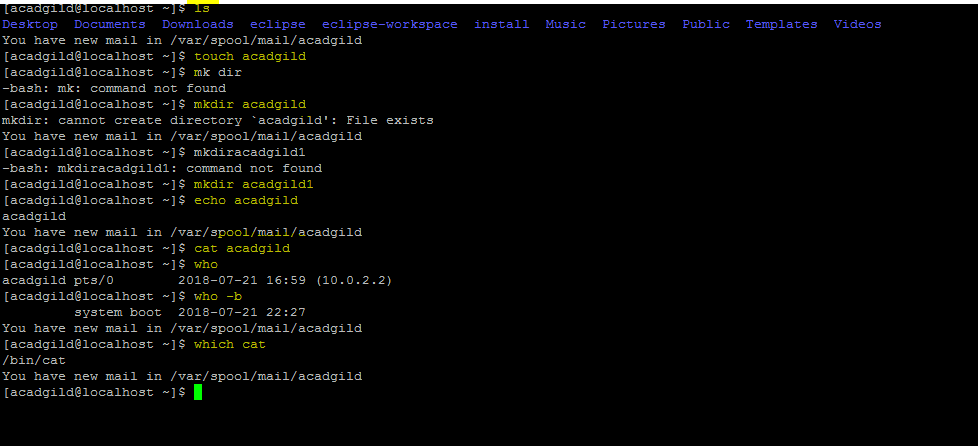 [acadgild@localhost ~]$ ls
Desktop  Documents  Downloads  eclipse  eclipse-workspace  install  Music  Pictures  Public  Templates  Videos
You have new mail in /var/spool/mail/acadgild
[acadgild@localhost ~]$ touch acadgild
[acadgild@localhost ~]$ mk dir
-bash: mk: command not found
[acadgild@localhost ~]$ mkdir acadgild
mkdir: cannot create directory `acadgild': File exists
You have new mail in /var/spool/mail/acadgild
[acadgild@localhost ~]$ mkdiracadgild1
-bash: mkdiracadgild1: command not found
[acadgild@localhost ~]$ mkdir acadgild1
[acadgild@localhost ~]$ echo acadgild
acadgild
You have new mail in /var/spool/mail/acadgild
[acadgild@localhost ~]$ cat acadgild
[acadgild@localhost ~]$ who
acadgild pts/0        2018-07-21 16:59 (10.0.2.2)
[acadgild@localhost ~]$ who -b
         system boot  2018-07-21 22:27
You have new mail in /var/spool/mail/acadgild
[acadgild@localhost ~]$ which cat
/bin/cat
You have new mail in /var/spool/mail/acadgild
[acadgild@localhost ~]$